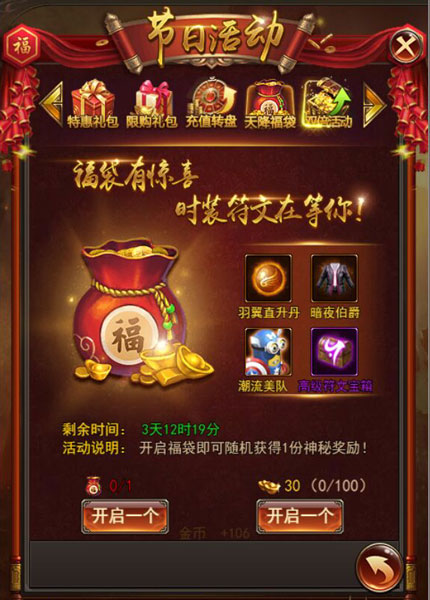 节日活动
福
特惠礼包 限购礼包 充值转盘 天降福袋 双倍活动
福袋有惊喜
时装符文在等你!
福
羽翼直升丹 暗夜伯爵
潮流美队 高级符文宝箱
剩余时间: 3天12时19分
活动说明: 开启福袋即可随机获得1份神秘奖励!
0/1 30 (0/100)
开启一个 开启一个
金币 +106